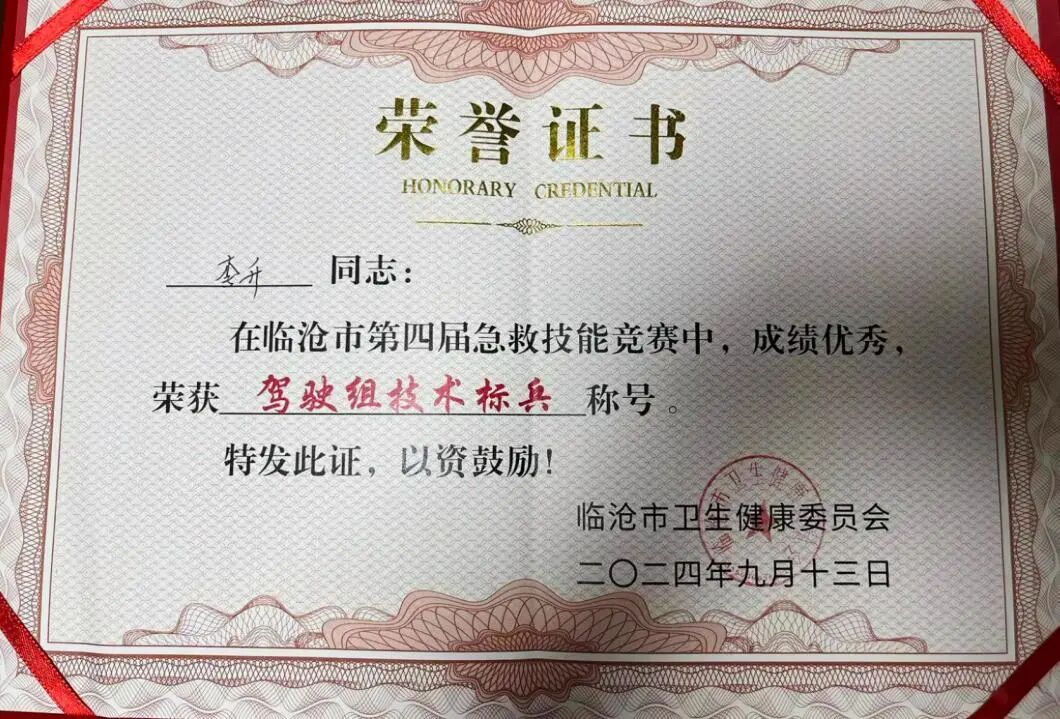 荣誉证书
HONORARY CREDENTIAL
李升 同志：
在临沧市第四届急救技能竞赛中，成绩优秀，
荣获驾驶组技术标兵称号。
特发此证，以资鼓励！
临沧市卫生健康委员会
二〇二四年九月十三日